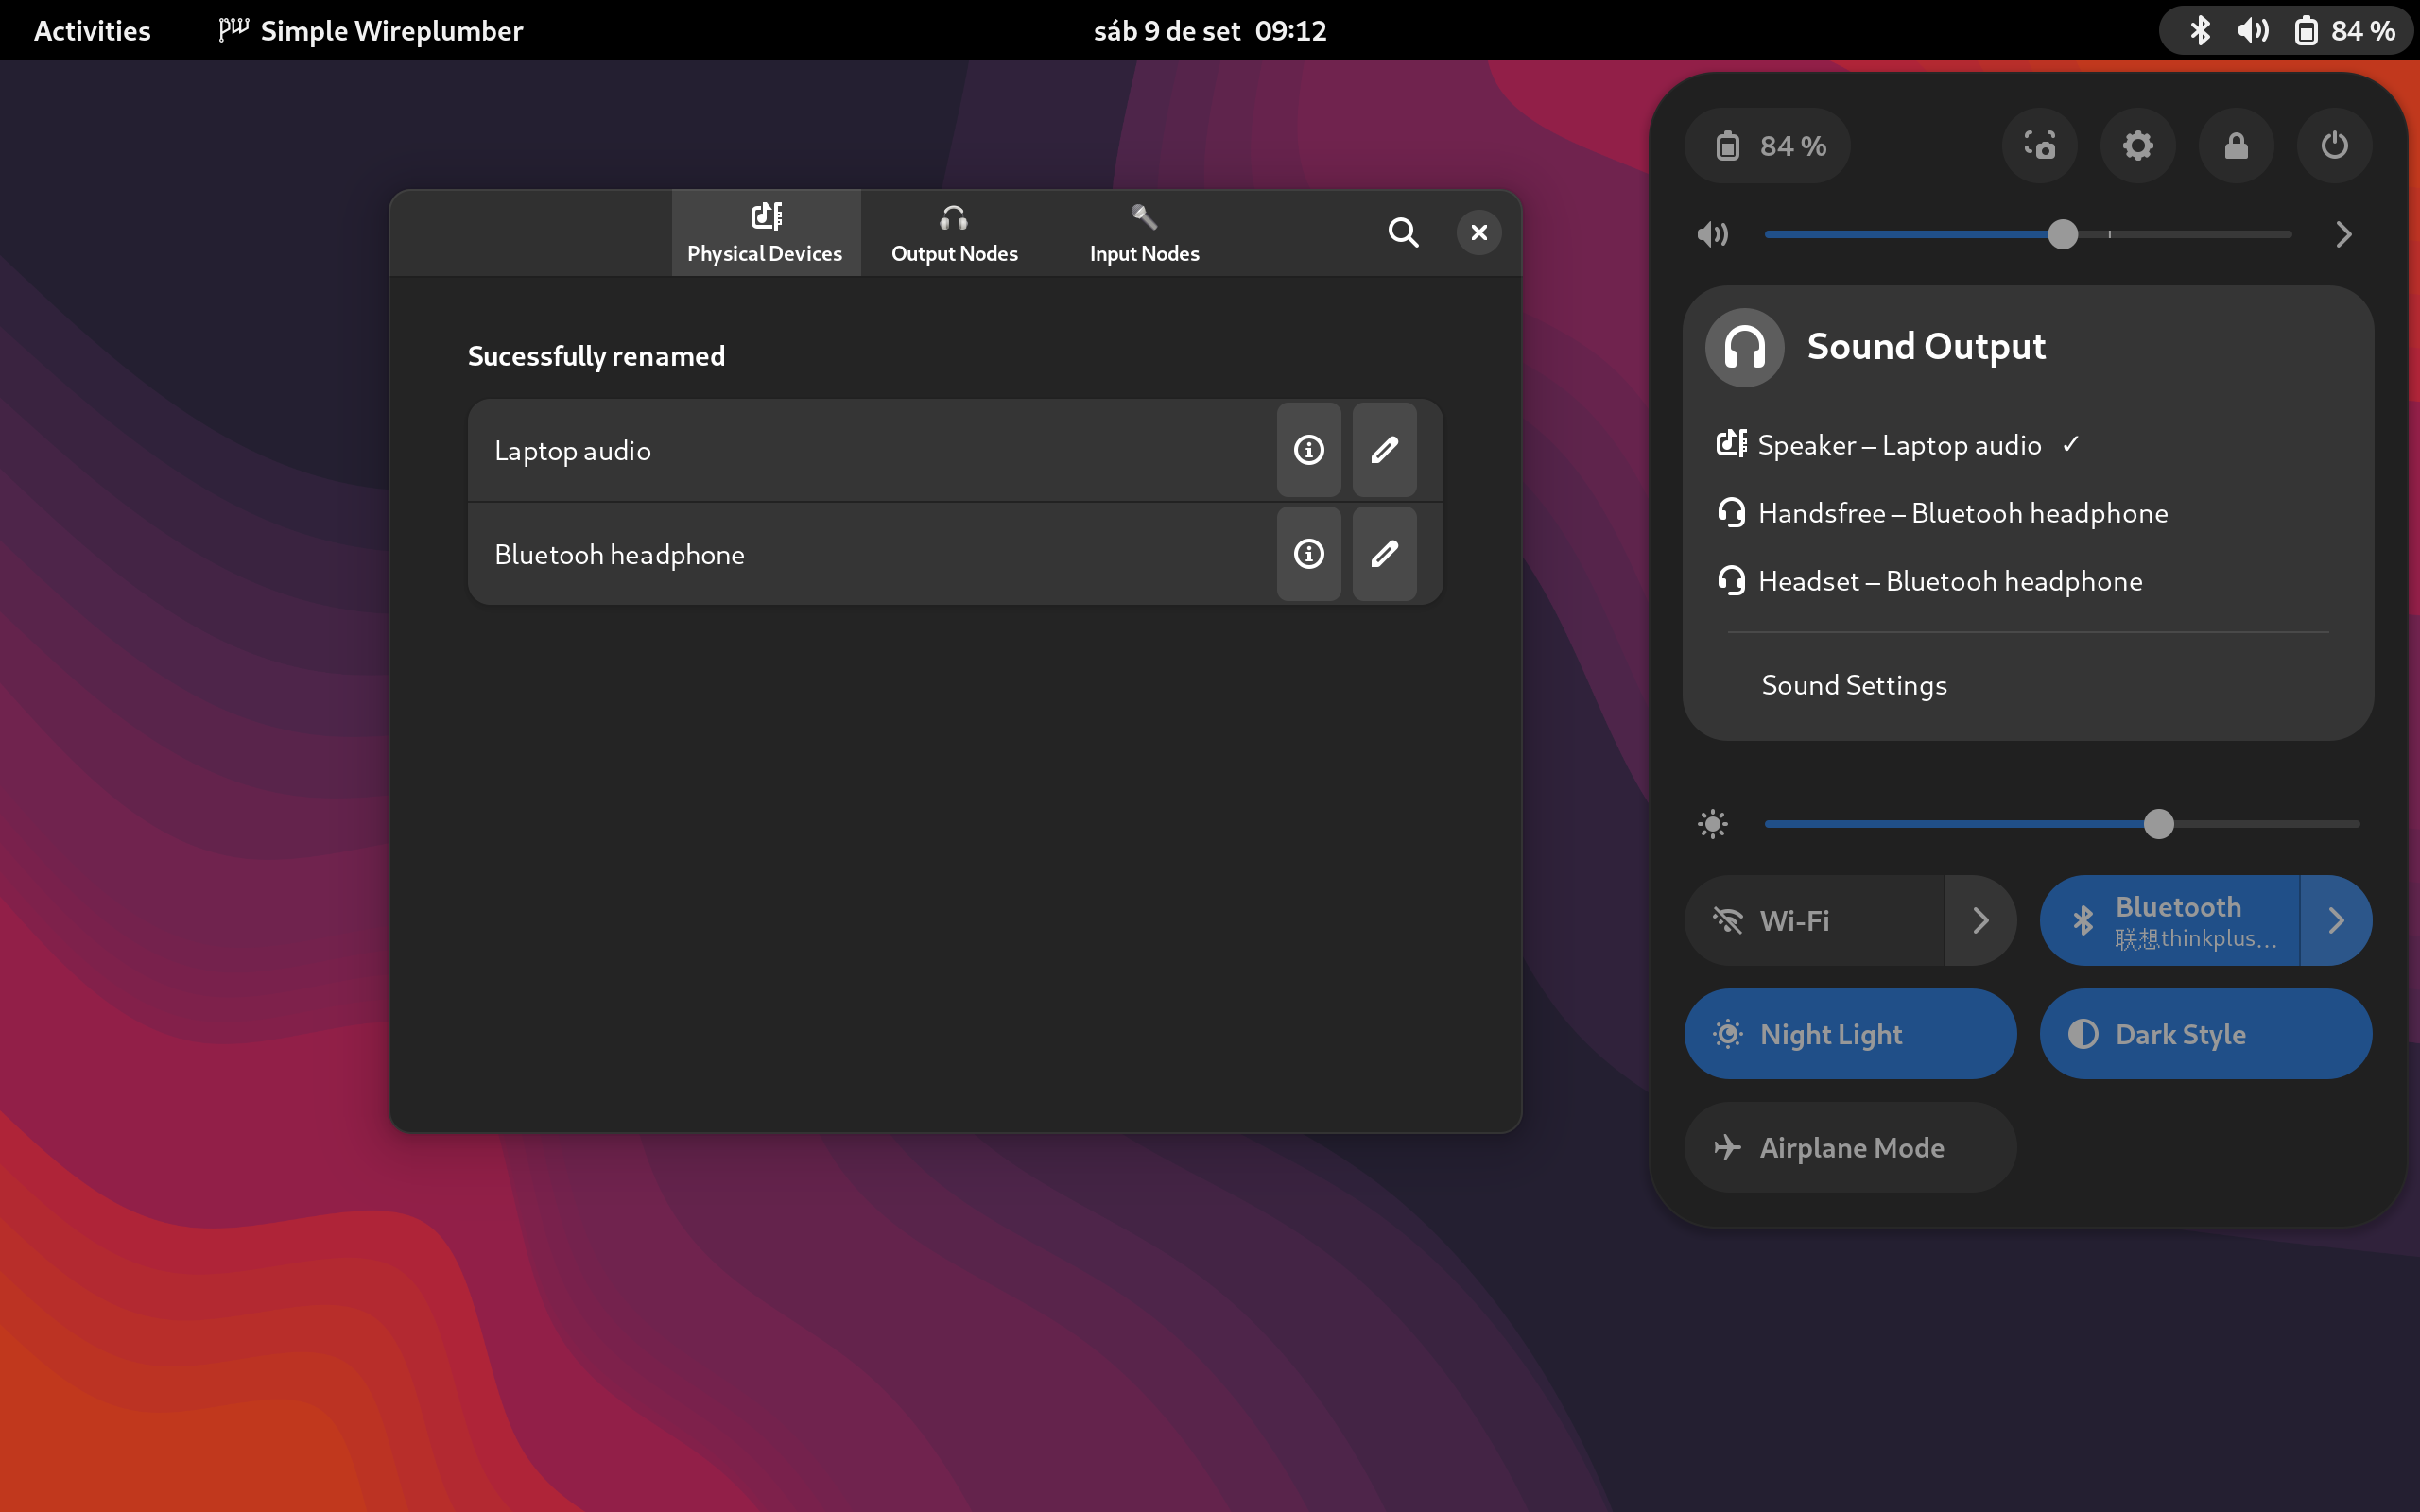 Activities
Simple Wireplumber
sáb 9 de set 09:12
84 %
Physical Devices
Output Nodes
Input Nodes
Sucessfully renamed
Laptop audio
Bluetooh headphone
84 %
Sound Output
Speaker – Laptop audio ✓
Handsfree – Bluetooh headphone
Headset – Bluetooh headphone
Sound Settings
Wi-Fi
Bluetooth
联想thinkplus…
Night Light
Dark Style
Airplane Mode